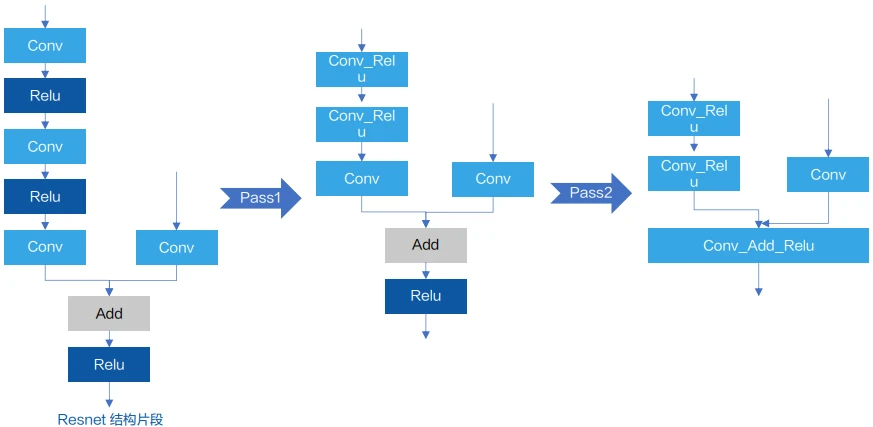 Conv
Relu
Conv
Relu
Conv
Conv
Add
Relu
Resnet 结构片段
Pass1
Conv_Rel
u
Conv_Rel
u
Conv
Conv
Add
Relu
Pass2
Conv_Rel
u
Conv_Rel
u
Conv
Conv_Add_Relu